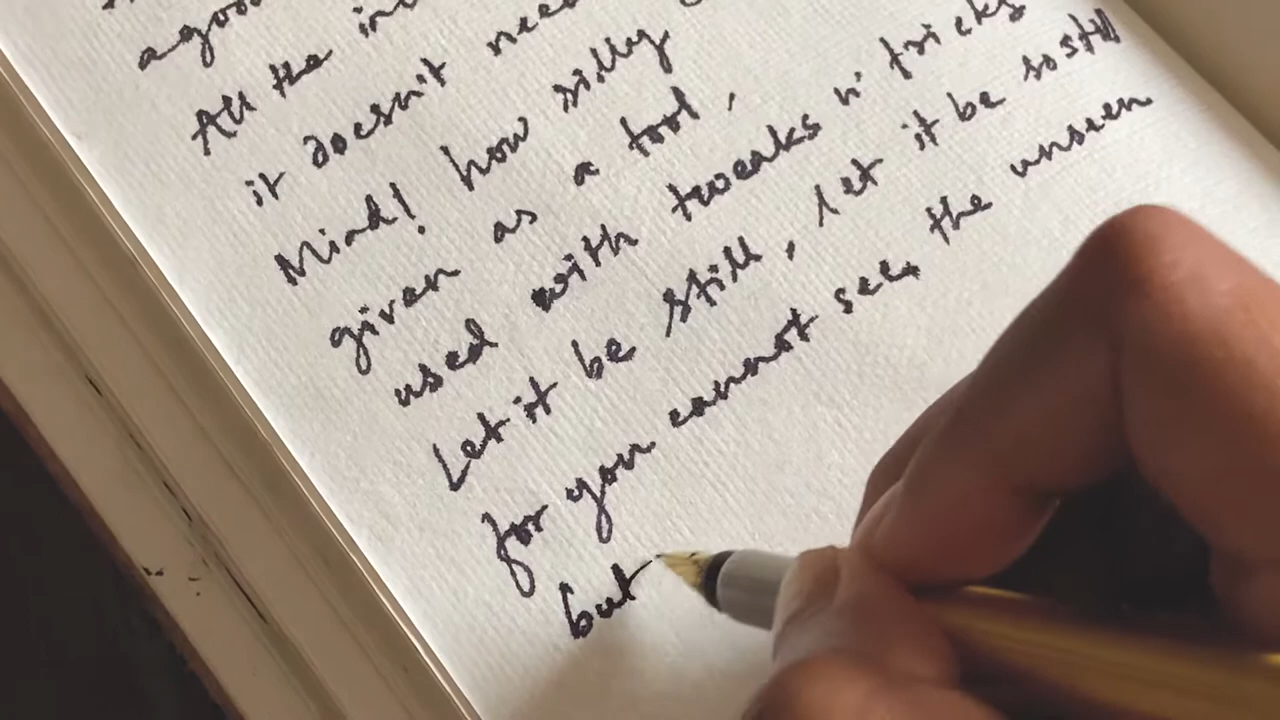 All the
it doesn't
Mind! how silly
given as a tool,
used with tweaks n' tricks
Let it be still, let it be so still
for you cannot see, the unseen
but